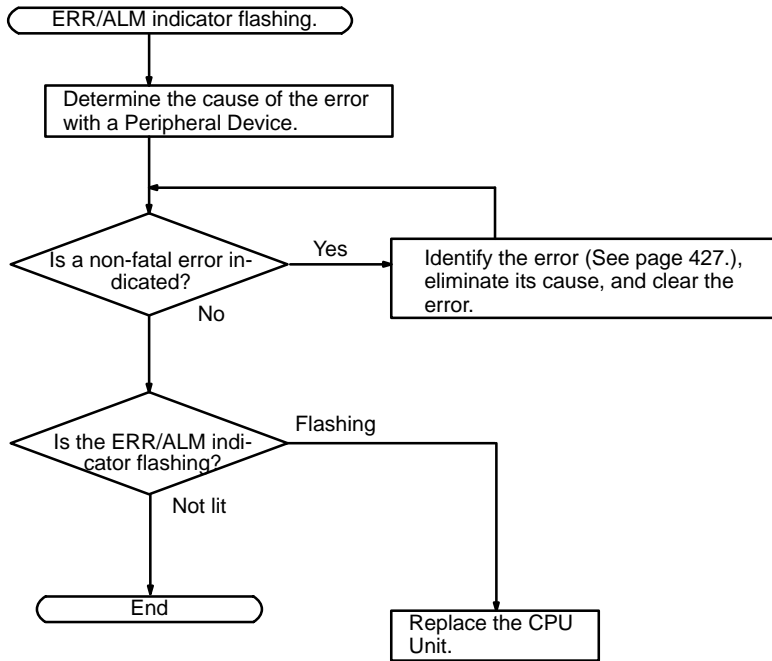 ERR/ALM indicator flashing.
Determine the cause of the error
with a Peripheral Device.
Is a non-fatal error in-
dicated?
Yes
Identify the error (See page 427.),
eliminate its cause, and clear the
error.
No
Is the ERR/ALM indi-
cator flashing?
Flashing
Not lit
End
Replace the CPU
Unit.